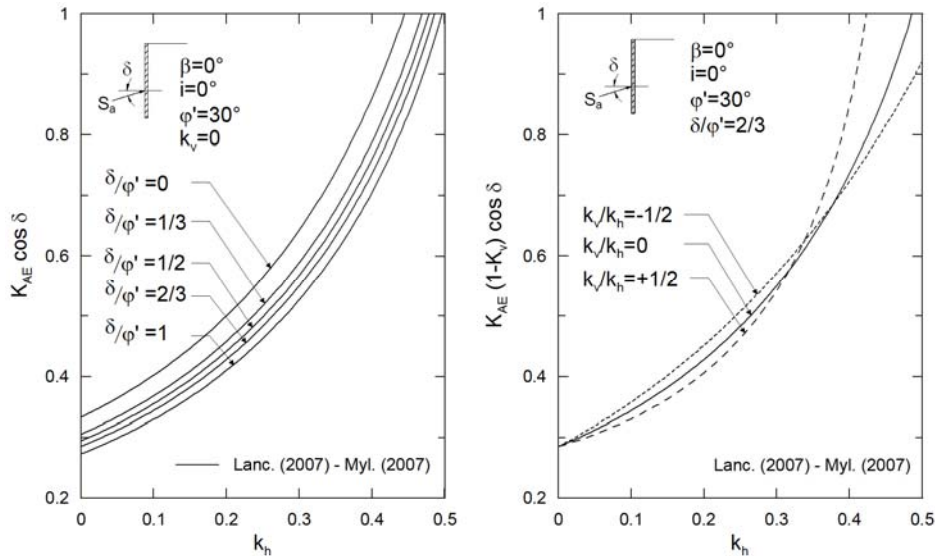 K_AE cos δ
1
0.8
0.6
0.4
0.2
δ
S_a
β=0°
i=0°
φ'=30°
k_v=0
δ/φ'=0
δ/φ'=1/3
δ/φ'=1/2
δ/φ'=2/3
δ/φ'=1
Lanc. (2007) - Myl. (2007)
0 0.1 0.2 0.3 0.4 0.5
k_h
K_AE (1-K_v) cos δ
1
0.8
0.6
0.4
0.2
δ
S_a
β=0°
i=0°
φ'=30°
δ/φ'=2/3
k_v/k_h=-1/2
k_v/k_h=0
k_v/k_h=+1/2
Lanc. (2007) - Myl. (2007)
0 0.1 0.2 0.3 0.4 0.5
k_h